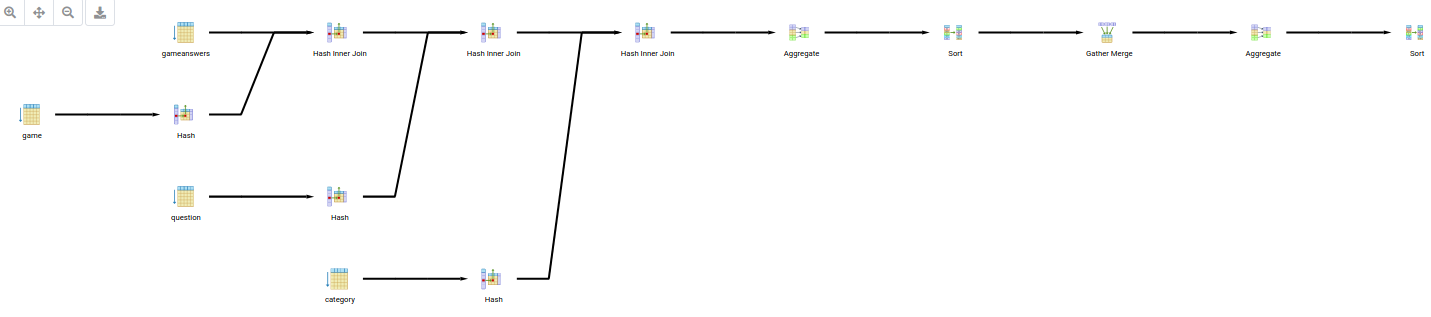 gameanswers
Hash Inner Join
Hash Inner Join
Hash Inner Join
Aggregate
Sort
Gather Merge
Aggregate
Sort
game
Hash
question
Hash
category
Hash